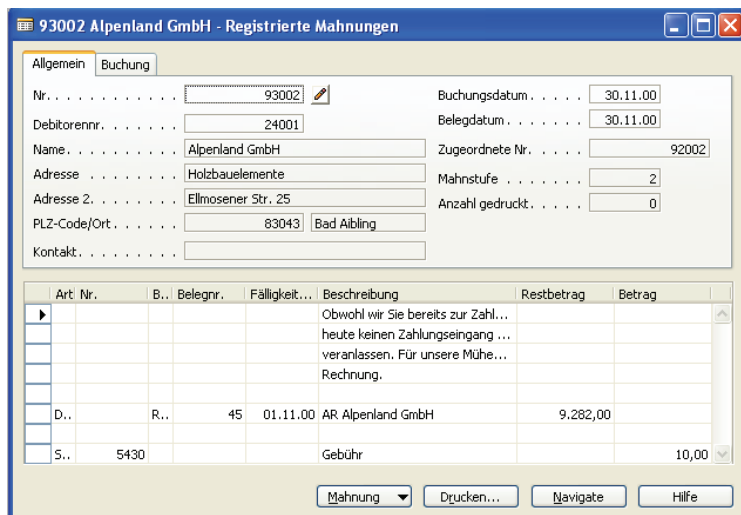 93002 Alpenland GmbH - Registrierte Mahnungen
Allgemein Buchung
Nr. . . . . . . . . . . . . 93002 Buchungsdatum . . . . . 30.11.00
Debitorennr. . . . . . . . 24001 Belegdatum . . . . . . . 30.11.00
Name. . . . . . . . . . . Alpenland GmbH Zugeordnete Nr. . . . . 92002
Adresse . . . . . . . . . Holzbauelemente Mahnstufe . . . . . . . 2
Adresse 2. . . . . . . . . Ellmosener Str. 25 Anzahl gedruckt. . . . . 0
PLZ-Code/Ort. . . . . . . 83043 Bad Aibling
Kontakt. . . . . . . . . .
Art Nr. B.. Belegnr. Fälligkeit... Beschreibung Restbetrag Betrag
Obwohl wir Sie bereits zur Zahl...
heute keinen Zahlungseingang ...
veranlassen. Für unsere Mühe...
Rechnung.
D.. R.. 45 01.11.00 AR Alpenland GmbH 9.282,00
S.. 5430 Gebühr 10,00
Mahnung Drucken... Navigate Hilfe